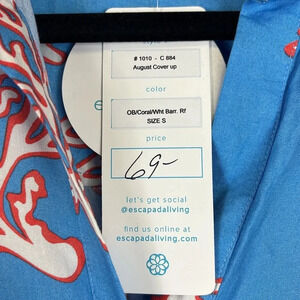 # 1010 - C 884
August Cover up
color
OB/Coral/Wht Barr. Rf
SIZE S
price
69-
let's get social
@escapadaliving
find us online at
escapadaliving.com